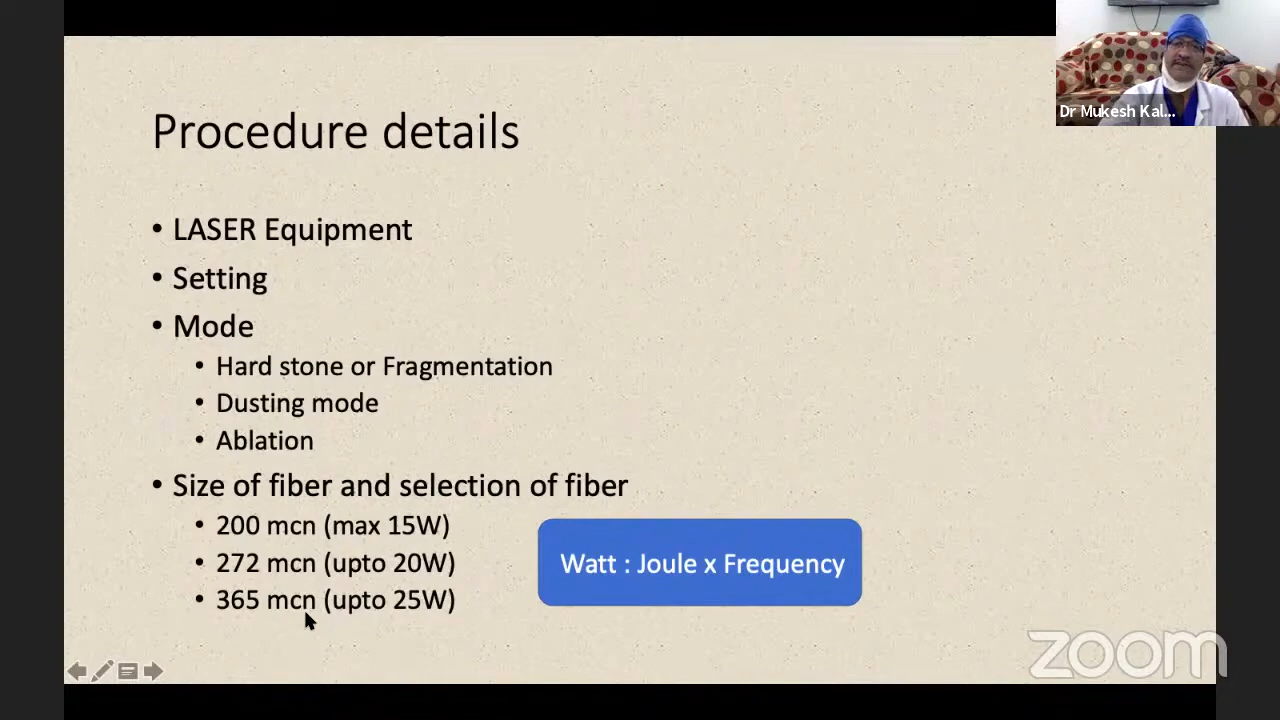 Dr Mukesh Kal...
Procedure details
• LASER Equipment
• Setting
• Mode
• Hard stone or Fragmentation
• Dusting mode
• Ablation
• Size of fiber and selection of fiber
• 200 mcn (max 15W)
• 272 mcn (upto 20W)
• 365 mcn (upto 25W)
Watt : Joule x Frequency
zoom